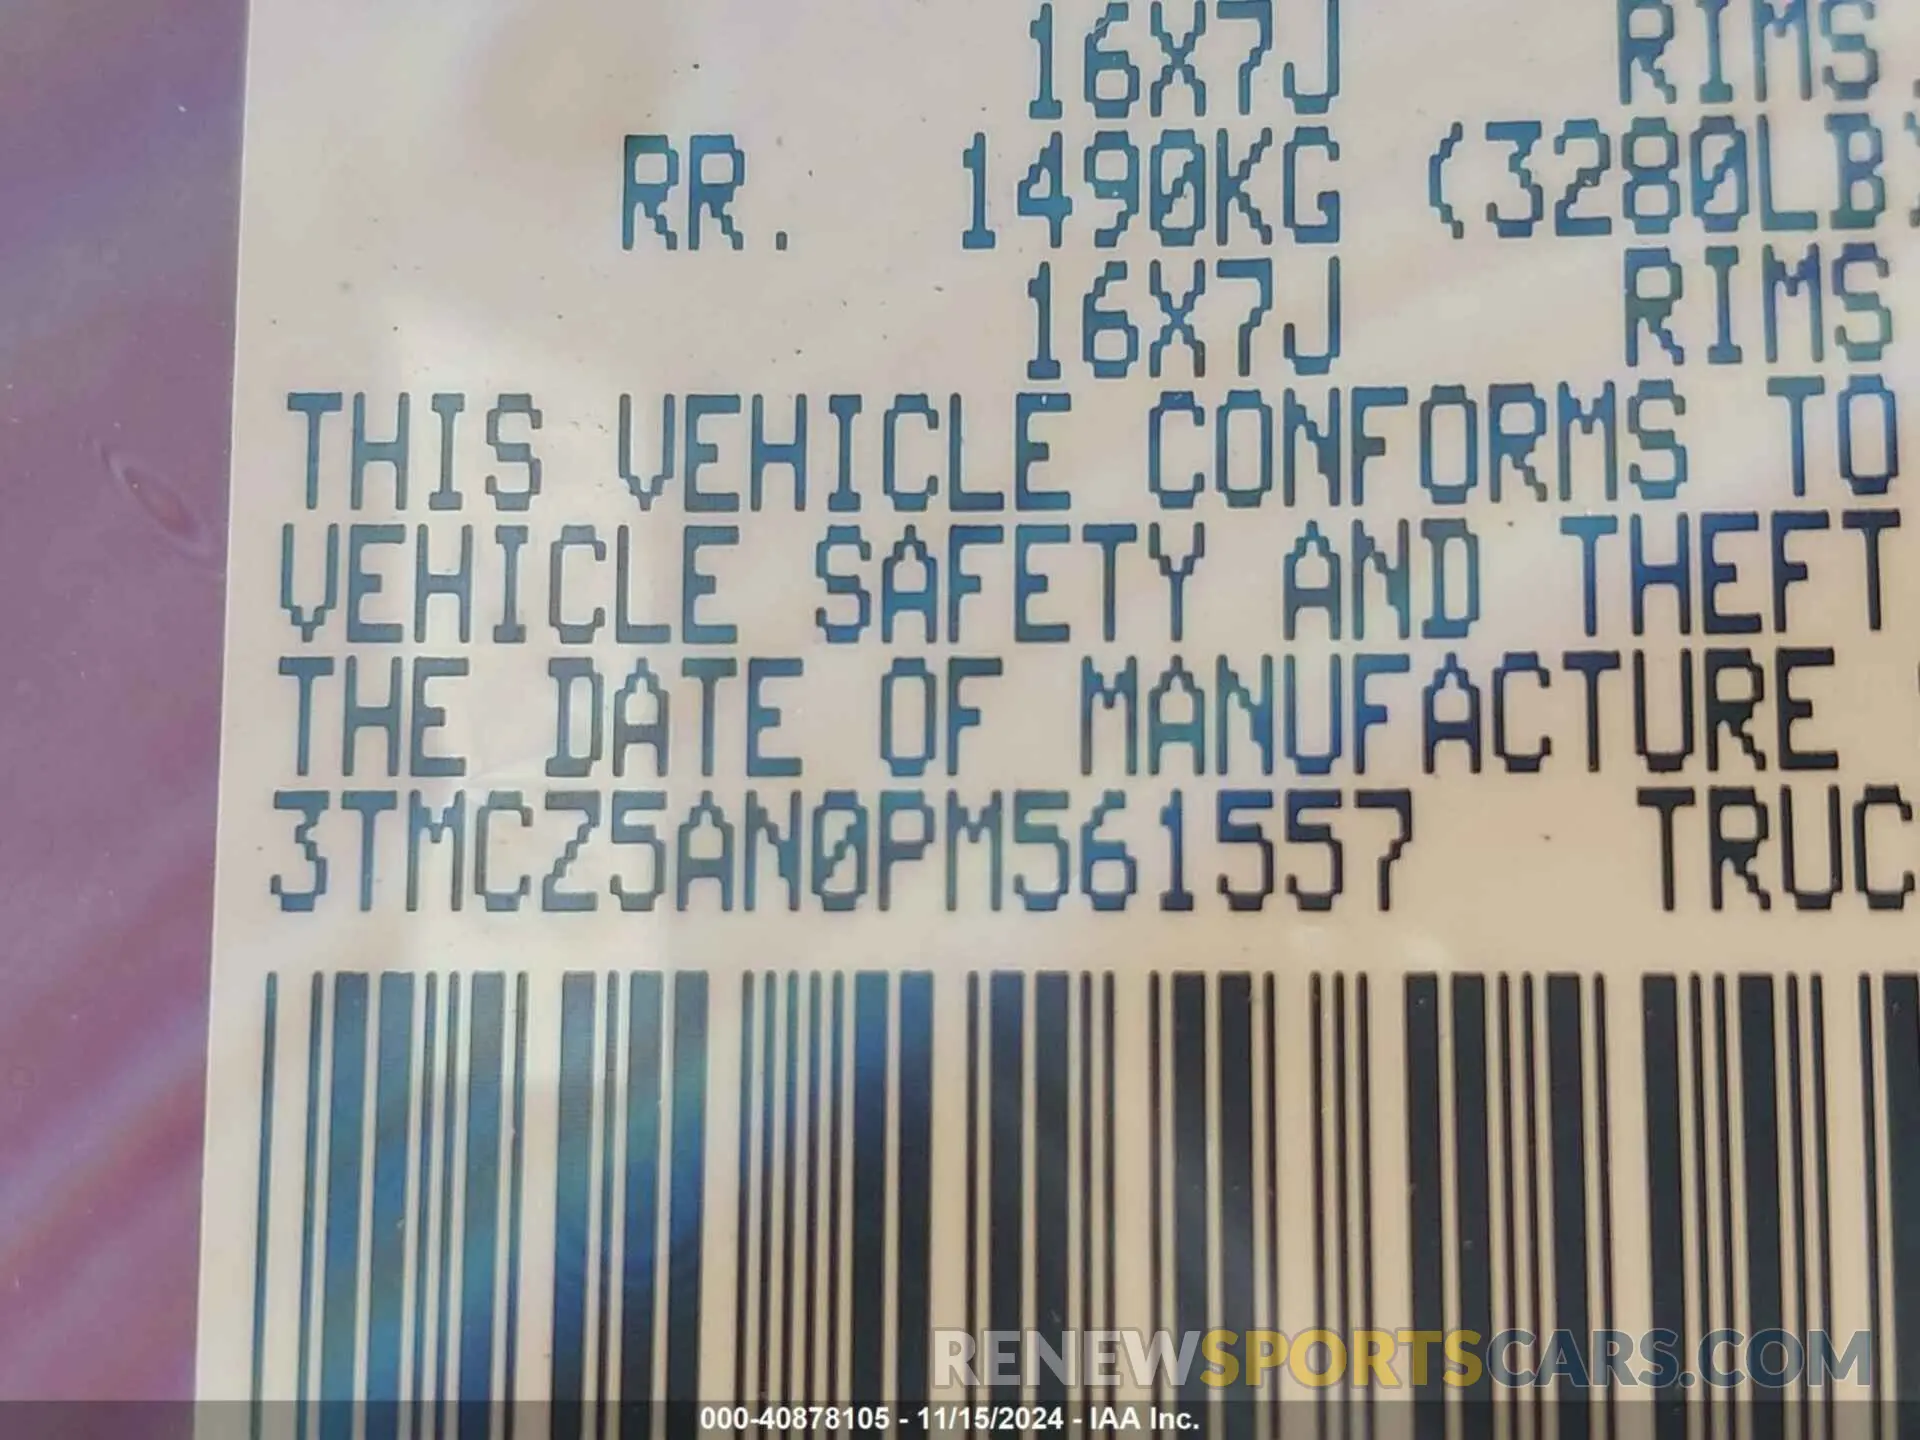 16X7J RIMS,
RR. 1490KG (3280LB)
16X7J RIMS
THIS VEHICLE CONFORMS TO
VEHICLE SAFETY AND THEFT
THE DATE OF MANUFACTURE
3TMCZ5AN0PM561557 TRUC
RENEWSPORTSCARS.COM
000-40878105 - 11/15/2024 - IAA Inc.